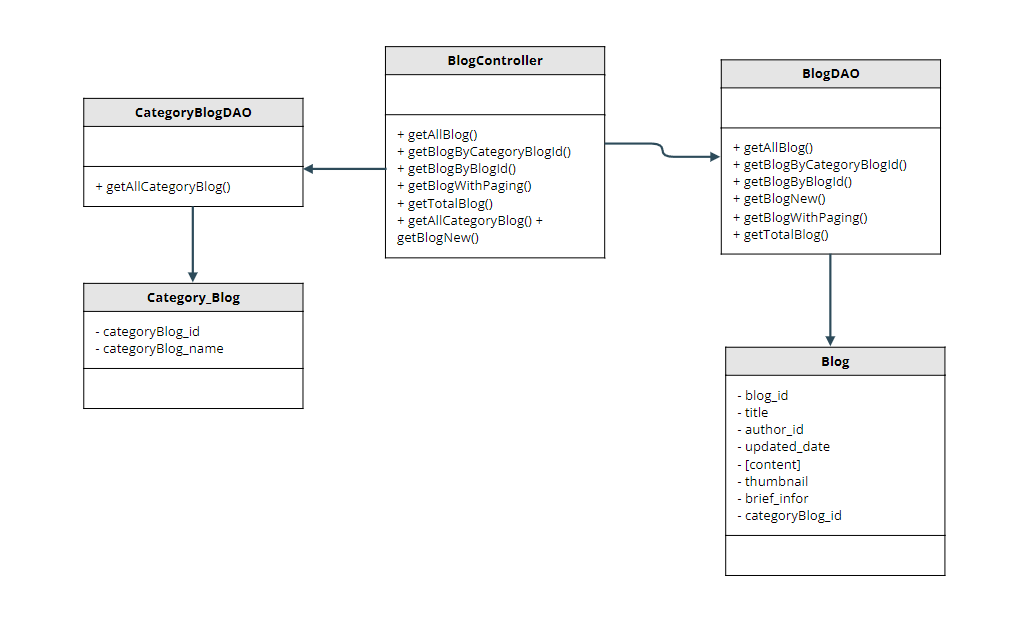 BlogController
+ getAllBlog()
+ getBlogByCategoryBlogId()
+ getBlogByBlogId()
+ getBlogWithPaging()
+ getTotalBlog()
+ getAllCategoryBlog() +
getBlogNew()
BlogDAO
+ getAllBlog()
+ getBlogByCategoryBlogId()
+ getBlogByBlogId()
+ getBlogNew()
+ getBlogWithPaging()
+ getTotalBlog()
CategoryBlogDAO
+ getAllCategoryBlog()
Category_Blog
- categoryBlog_id
- categoryBlog_name
Blog
- blog_id
- title
- author_id
- updated_date
- [content]
- thumbnail
- brief_infor
- categoryBlog_id